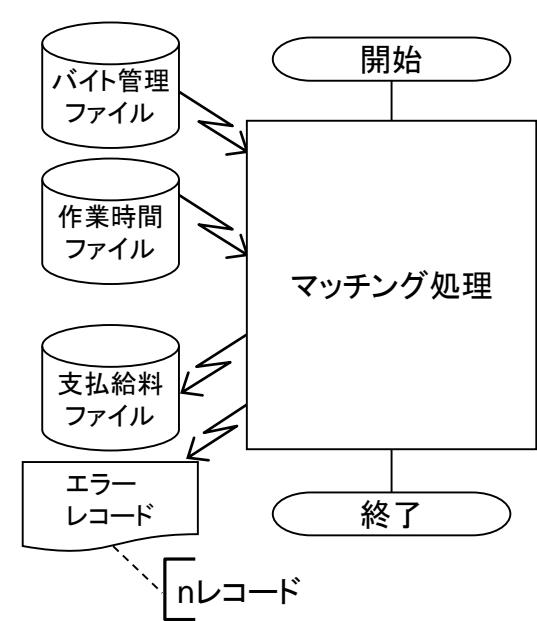 バイト管理
ファイル
開始
作業時間
ファイル
マッチング処理
支払給料
ファイル
エラー
レコード
終了
nレコード